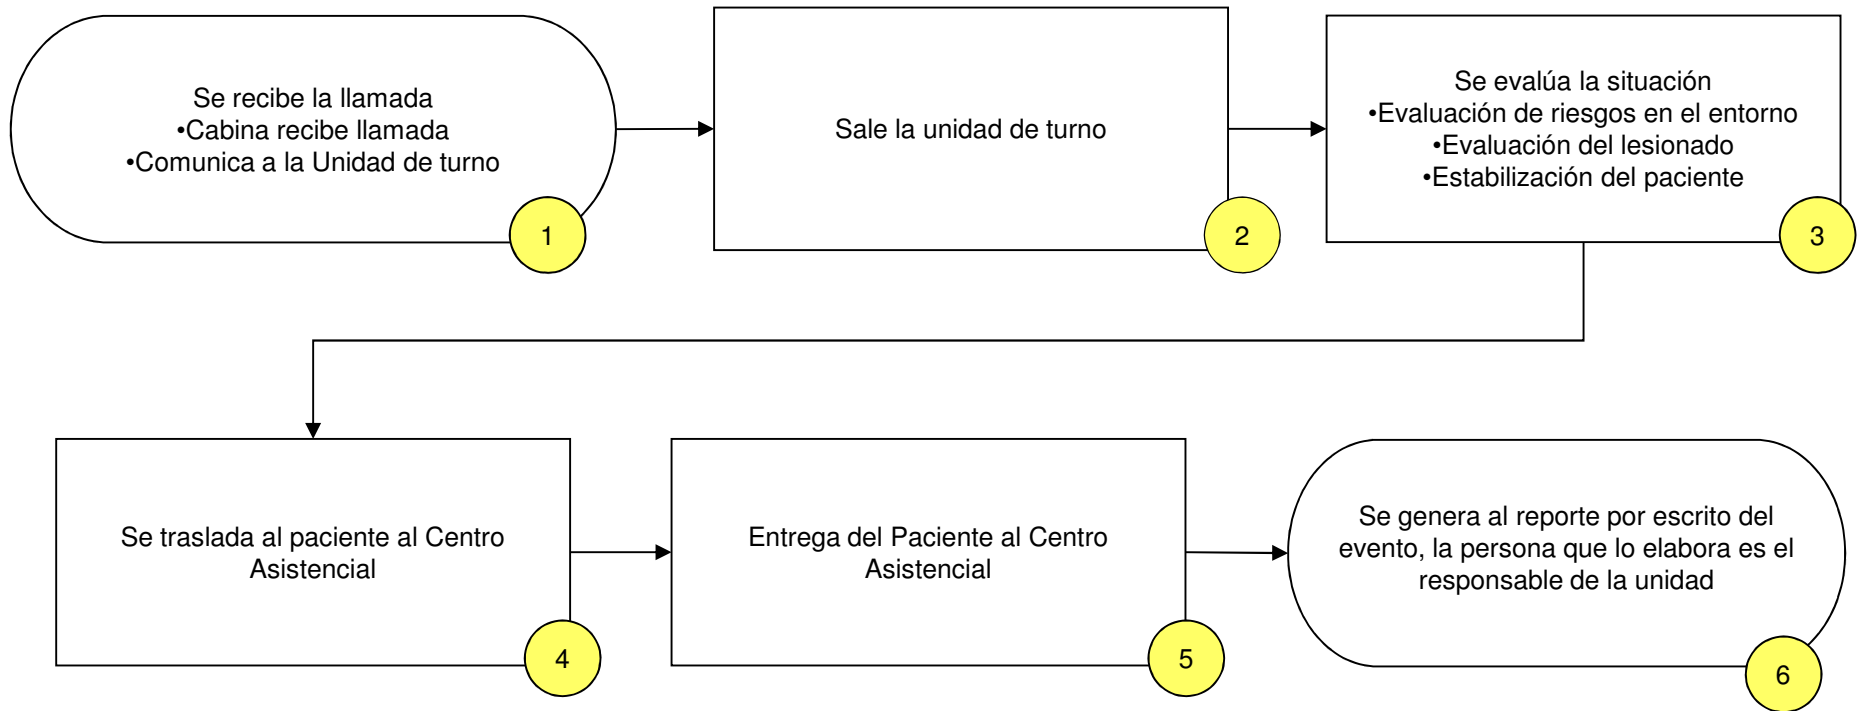 Se recibe la llamada
•Cabina recibe llamada
•Comunica a la Unidad de turno
1
Sale la unidad de turno
2
Se evalúa la situación
•Evaluación de riesgos en el entorno
•Evaluación del lesionado
•Estabilización del paciente
3
Se traslada al paciente al Centro
Asistencial
4
Entrega del Paciente al Centro
Asistencial
5
Se genera al reporte por escrito del
evento, la persona que lo elabora es el
responsable de la unidad
6